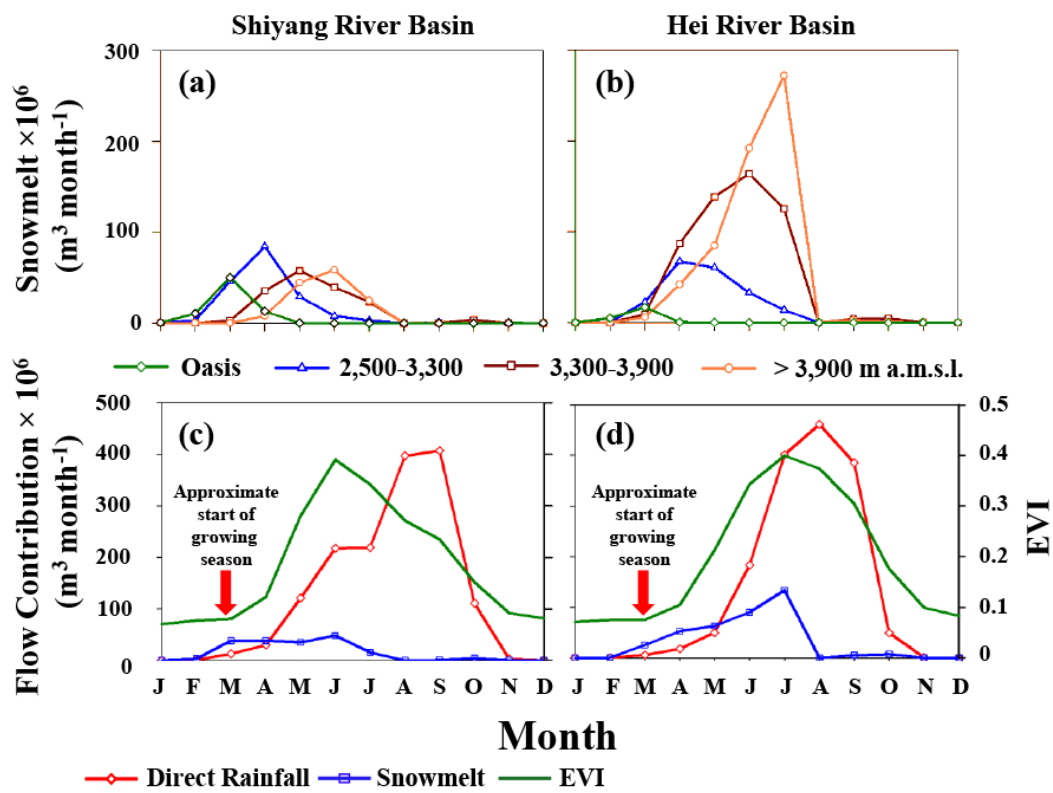 Shiyang River Basin
Hei River Basin
Snowmelt ×10⁶
(m³ month⁻¹)
300
200
100
0
(a)
(b)
Oasis
2,500-3,300
3,300-3,900
> 3,900 m a.m.s.l.
Flow Contribution × 10⁶
(m³ month⁻¹)
500
400
300
200
100
0
(c)
Approximate
start of
growing
season
(d)
Approximate
start of
growing
season
0.5
0.4
0.3
0.2
0.1
0
EVI
J F M A M J J A S O N D
J F M A M J J A S O N D
Month
Direct Rainfall
Snowmelt
EVI